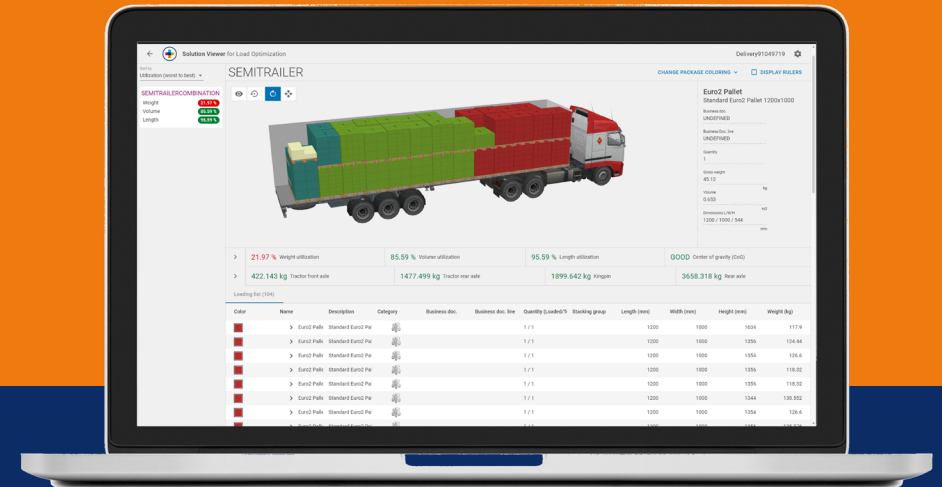 Solution Viewer for Load Optimization
Delivery91049719
Sort by
Utilization (worst to best)
SEMITRAILER
CHANGE PACKAGE COLORING
DISPLAY RULERS
SEMITRAILERCOMBINATION
Weight 21.97 %
Volume 85.59 %
Length 95.59 %
Euro2 Pallet
Standard Euro2 Pallet 1200x1000
Business doc.
UNDEFINED
Business Doc. line
UNDEFINED
Quantity
1
Gross weight
45.12
kg
Volume
0.653
m3
Dimensions L/W/H
1200 / 1000 / 544
mm
21.97 % Weight utilization 85.59 % Volume utilization 95.59 % Length utilization GOOD Center of gravity (CoG)
422.143 kg Tractor front axle 1477.499 kg Tractor rear axle 1899.642 kg Kingpin 3658.318 kg Rear axle
Loading list (104)
Color Name Description Category Business doc. Business doc. line Quantity (Loaded/T Stacking group Length (mm) Width (mm) Height (mm) Weight (kg)
Euro2 Palle Standard Euro2 Pal 1 / 1 1200 1000 1634 117.9
Euro2 Palle Standard Euro2 Pal 1 / 1 1200 1000 1356 124.44
Euro2 Palle Standard Euro2 Pal 1 / 1 1200 1000 1354 126.6
Euro2 Palle Standard Euro2 Pal 1 / 1 1200 1000 1356 118.32
Euro2 Palle Standard Euro2 Pal 1 / 1 1200 1000 1356 118.32
Euro2 Palle Standard Euro2 Pal 1 / 1 1200 1000 1344 130.552
Euro2 Palle Standard Euro2 Pal 1 / 1 1200 1000 1354 126.6